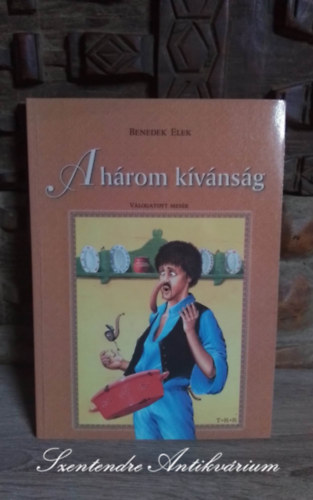 BENEDEK ELEK
A három kívánság
VÁLOGATOTT MESÉK
T-K-K
Szentendre Antikvárium